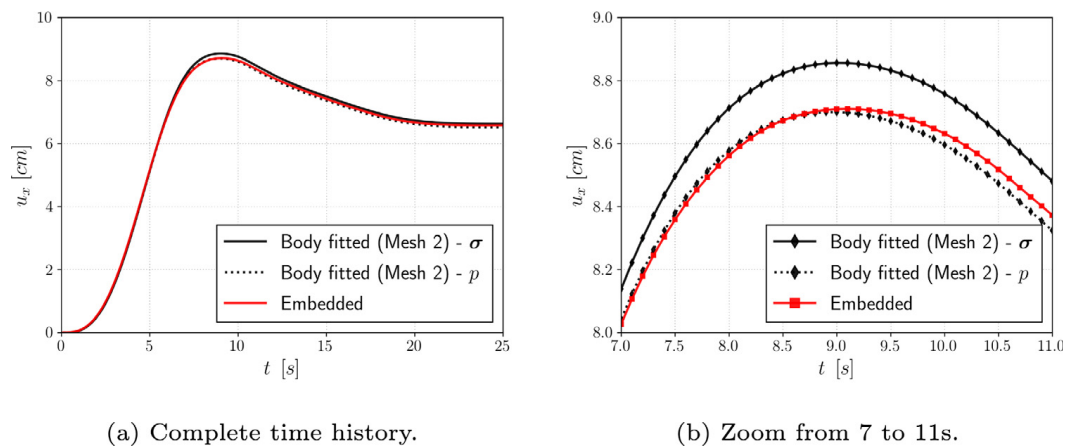 10
8
6
4
2
0
u_x [cm]
0 5 10 15 20 25
t [s]
Body fitted (Mesh 2) - σ
Body fitted (Mesh 2) - p
Embedded
(a) Complete time history.
9.0
8.8
8.6
8.4
8.2
8.0
u_x [cm]
7.0 7.5 8.0 8.5 9.0 9.5 10.0 10.5 11.0
t [s]
Body fitted (Mesh 2) - σ
Body fitted (Mesh 2) - p
Embedded
(b) Zoom from 7 to 11s.